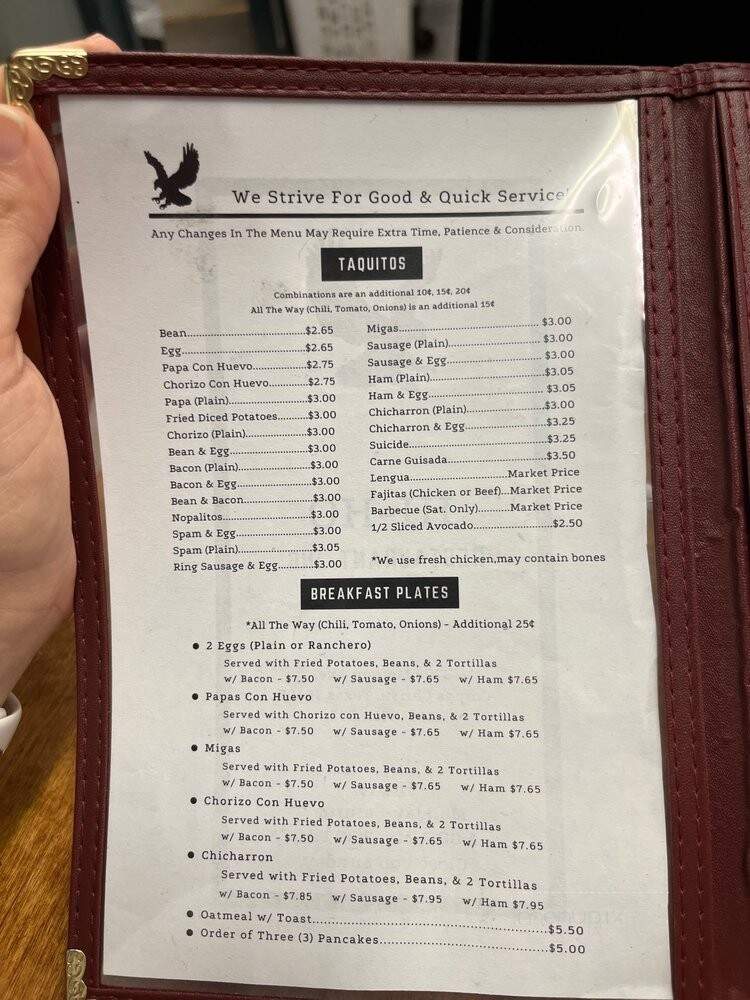 We Strive For Good & Quick Service!
Any Changes In The Menu May Require Extra Time, Patience & Consideration.
TAQUITOS
Combinations are an additional 10¢, 15¢, 20¢
All The Way (Chili, Tomato, Onions) is an additional 15¢
Bean...............................$2.65
Egg.................................$2.65
Papa Con Huevo..............$2.75
Chorizo Con Huevo..............$2.75
Papa (Plain)......................$3.00
Fried Diced Potatoes........$3.00
Chorizo (Plain)...................$3.00
Bean & Egg.......................$3.00
Bacon (Plain).....................$3.00
Bacon & Egg......................$3.00
Bean & Bacon....................$3.00
Nopalitos...........................$3.00
Spam & Egg.......................$3.00
Spam (Plain)......................$3.05
Ring Sausage & Egg............$3.00
Migas...................................... $3.00
Sausage (Plain)......................... $3.00
Sausage & Egg......................... $3.00
Ham (Plain)..............................$3.05
Ham & Egg.............................. $3.05
Chicharron (Plain).....................$3.00
Chicharron & Egg......................$3.25
Suicide.....................................$3.25
Carne Guisada..........................$3.50
Lengua..........................Market Price
Fajitas (Chicken or Beef)...Market Price
Barbecue (Sat. Only)..........Market Price
1/2 Sliced Avocado.....................$2.50
*We use fresh chicken,may contain bones
BREAKFAST PLATES
*All The Way (Chili, Tomato, Onions) - Additional 25¢
● 2 Eggs (Plain or Ranchero)
Served with Fried Potatoes, Beans, & 2 Tortillas
w/ Bacon - $7.50 w/ Sausage - $7.65 w/ Ham $7.65
● Papas Con Huevo
Served with Chorizo con Huevo, Beans, & 2 Tortillas
w/ Bacon - $7.50 w/ Sausage - $7.65 w/ Ham $7.65
● Migas
Served with Fried Potatoes, Beans, & 2 Tortillas
w/ Bacon - $7.50 w/ Sausage - $7.65 w/ Ham $7.65
● Chorizo Con Huevo
Served with Fried Potatoes, Beans, & 2 Tortillas
w/ Bacon - $7.50 w/ Sausage - $7.65 w/ Ham $7.65
● Chicharron
Served with Fried Potatoes, Beans, & 2 Tortillas
w/ Bacon - $7.85 w/ Sausage - $7.95 w/ Ham $7.95
● Oatmeal w/ Toast.............................................$5.50
● Order of Three (3) Pancakes................................$5.00